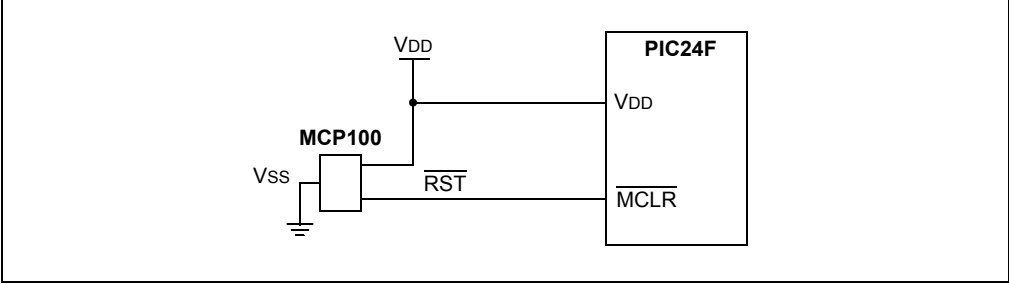 VDD
PIC24F
VDD
MCP100
VSS
RST
MCLR